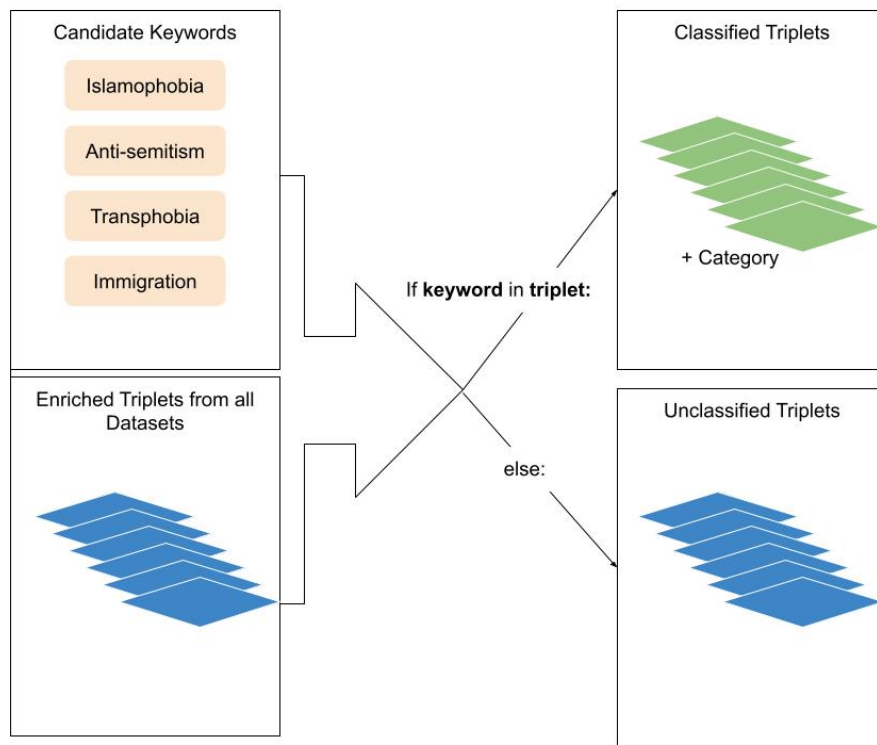 Candidate Keywords
Islamophobia
Anti-semitism
Transphobia
Immigration
Enriched Triplets from all
Datasets
If keyword in triplet:
else:
Classified Triplets
+ Category
Unclassified Triplets